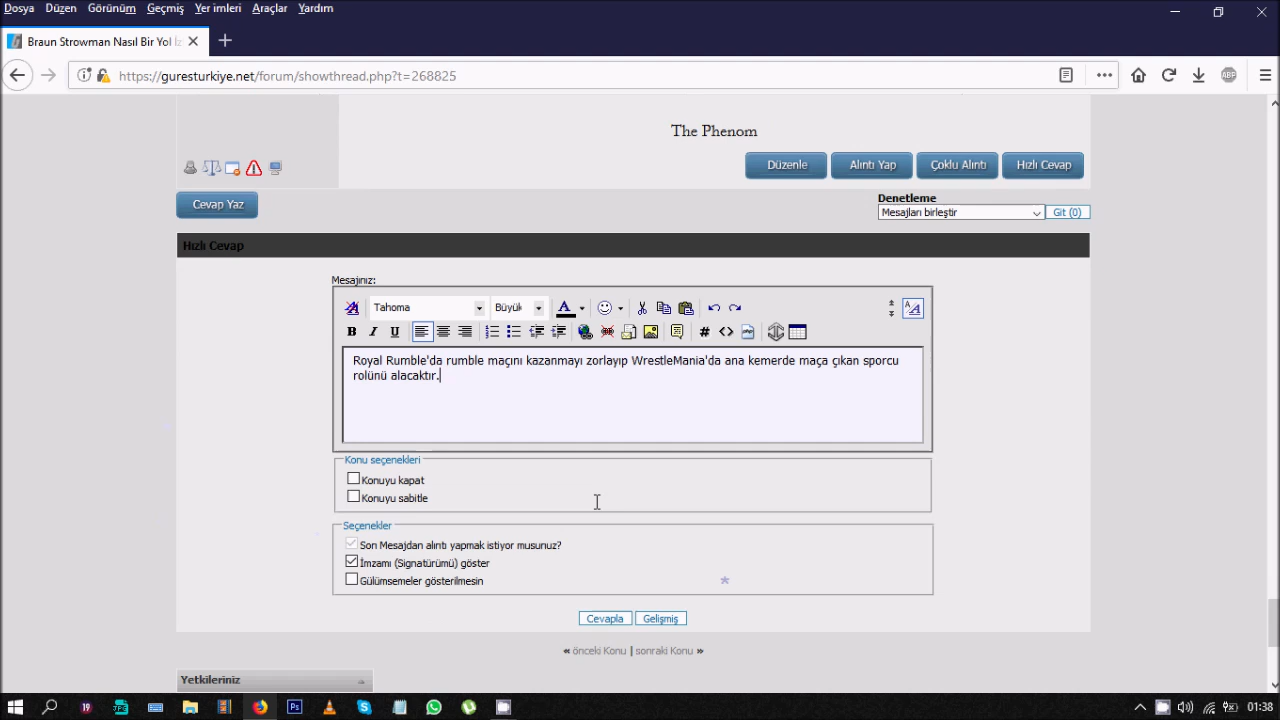 Dosya Düzen Görünüm Geçmiş Yer imleri Araçlar Yardım
Braun Strowman Nasıl Bir Yol İz
https://guresturkiye.net/forum/showthread.php?t=268825
ABP
The Phenom
Düzenle Alıntı Yap Çoklu Alıntı Hızlı Cevap
Cevap Yaz
Denetleme
Mesajları birleştir Git (0)
Hızlı Cevap
Mesajınız:
Tahoma Büyük
Royal Rumble'da rumble maçını kazanmayı zorlayıp WrestleMania'da ana kemerde maça çıkan sporcu
rolünü alacaktır.
Konu seçenekleri
Konuyu kapat
Konuyu sabitle
Seçenekler
Son Mesajdan alıntı yapmak istiyor musunuz?
İmzamı (Signatürümü) göster
Gülümsemeler gösterilmesin
Cevapla Gelişmiş
« önceki Konu | sonraki Konu »
Yetkileriniz
01:38